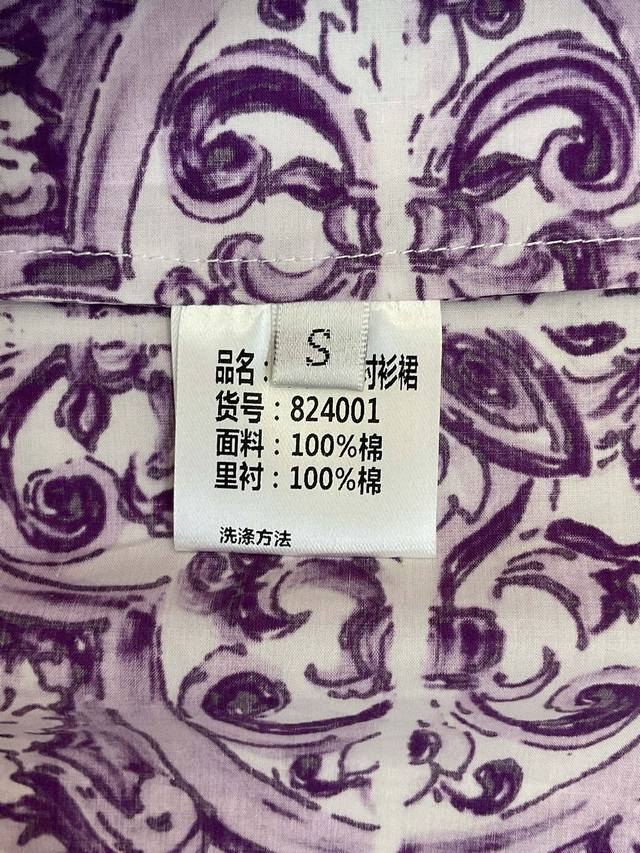 S
品名： 衬衫裙
货号：824001
面料：100%棉
里衬：100%棉
洗涤方法